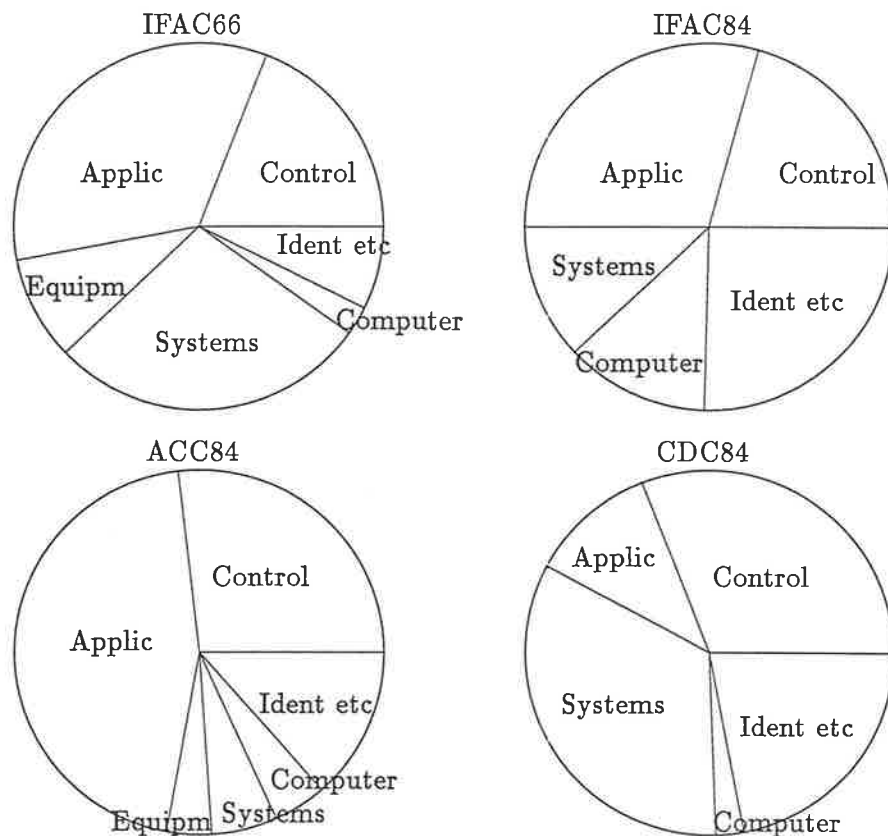 IFAC66
Applic
Control
Ident etc
Equipm
Computer
Systems
IFAC84
Applic
Control
Systems
Ident etc
Computer
ACC84
Control
Applic
Ident etc
Computer
Systems
Equipm
CDC84
Applic
Control
Systems
Ident etc
Computer